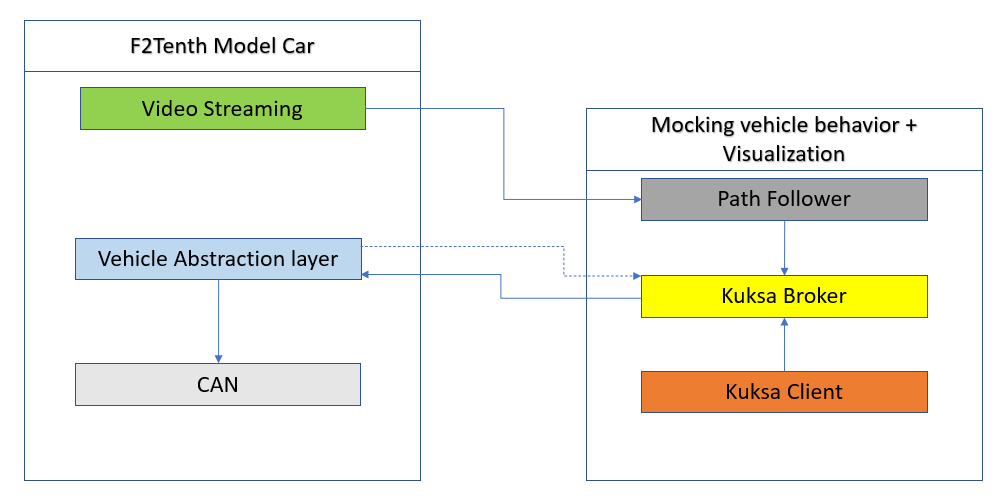 F2Tenth Model Car
Video Streaming
Vehicle Abstraction layer
CAN
Mocking vehicle behavior +
Visualization
Path Follower
Kuksa Broker
Kuksa Client